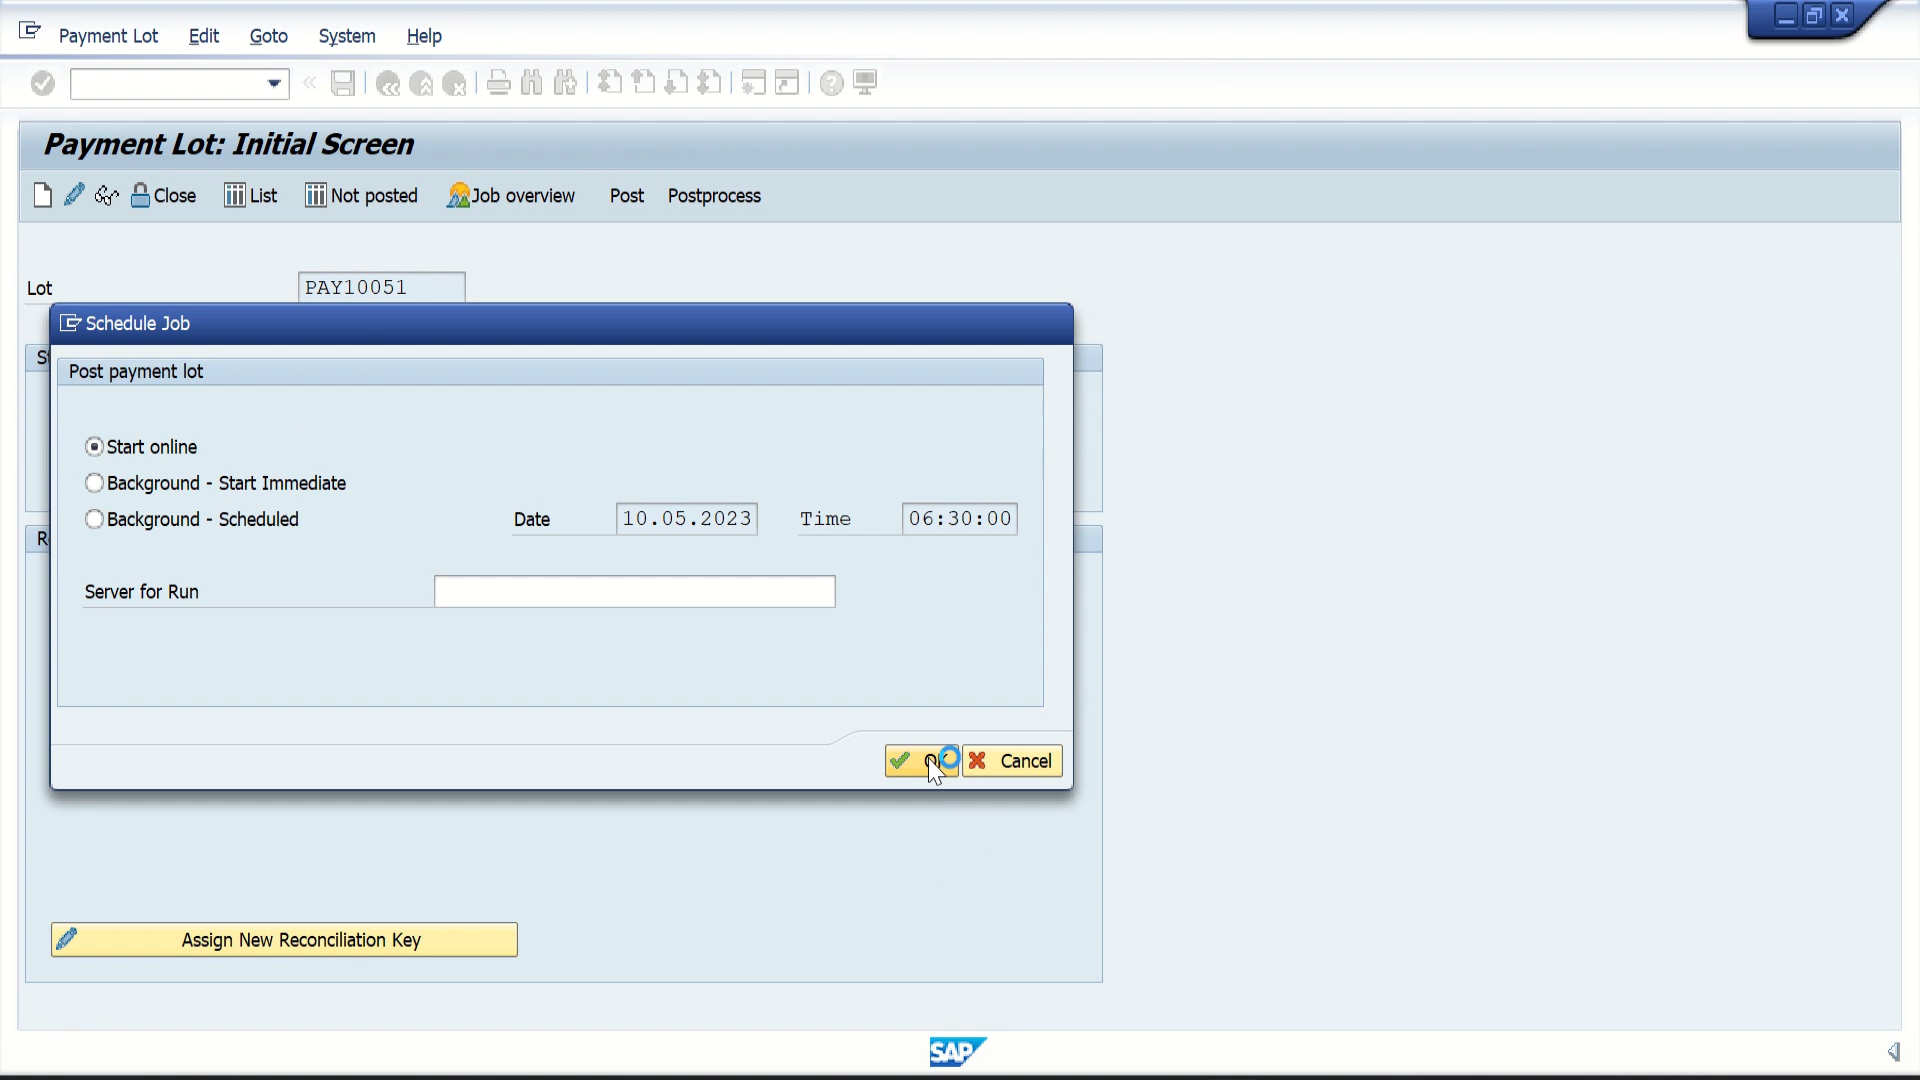 Payment Lot Edit Goto System Help
Payment Lot: Initial Screen
Close List Not posted Job overview Post Postprocess
Lot PAY10051
Schedule Job
Post payment lot
Start online
Background - Start Immediate
Background - Scheduled Date 10.05.2023 Time 06:30:00
Server for Run
Cancel
Assign New Reconciliation Key
SAP